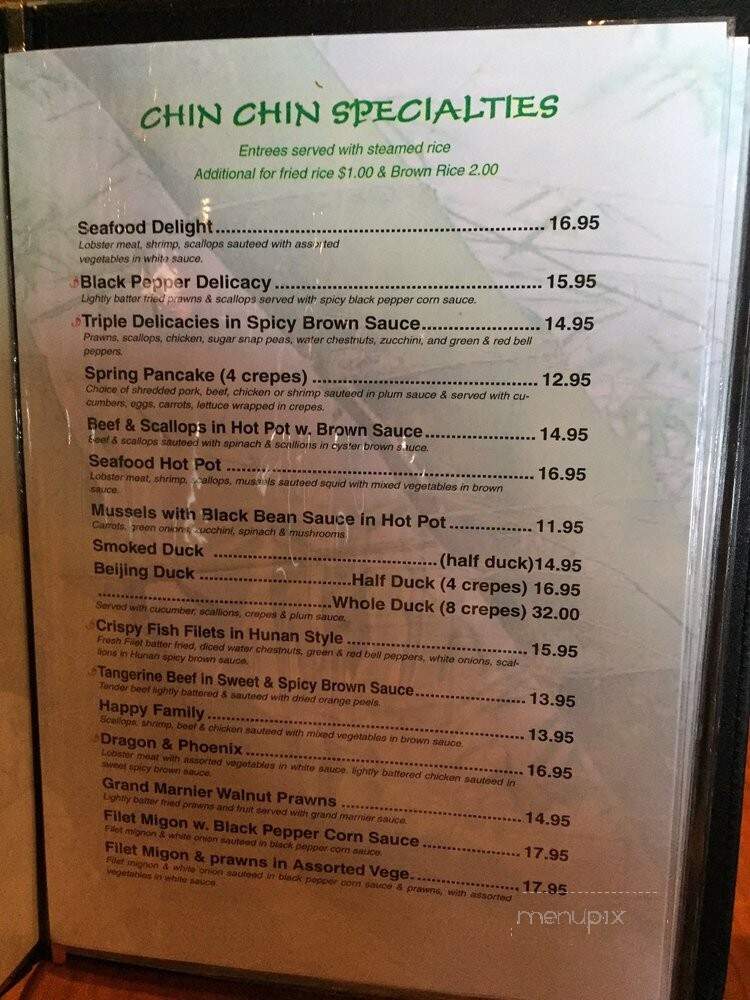 CHIN CHIN SPECIALTIES
Entrees served with steamed rice
Additional for fried rice $1.00 & Brown Rice 2.00
Seafood Delight 16.95
Lobster meat, shrimp, scallops sauteed with assorted
vegetables in white sauce.
Black Pepper Delicacy 15.95
Lightly batter fried prawns & scallops served with spicy black pepper corn sauce.
Triple Delicacies in Spicy Brown Sauce 14.95
Prawns, scallops, chicken, sugar snap peas, water chestnuts, zucchini, and green & red bell
peppers.
Spring Pancake (4 crepes) 12.95
Choice of shredded pork, beef, chicken or shrimp sauteed in plum sauce & served with cu-
cumbers, eggs, carrots, lettuce wrapped in crepes.
Beef & Scallops in Hot Pot w. Brown Sauce 14.95
Beef & scallops sauteed with spinach & scallions in oyster brown sauce.
Seafood Hot Pot 16.95
Lobster meat, shrimp, scallops, mussels sauteed squid with mixed vegetables in brown
sauce.
Mussels with Black Bean Sauce in Hot Pot 11.95
Carrots, green onions, zucchini, spinach & mushrooms.
Smoked Duck (half duck)14.95
Beijing Duck Half Duck (4 crepes) 16.95
Whole Duck (8 crepes) 32.00
Served with cucumber, scallions, crepes & plum sauce.
Crispy Fish Filets in Hunan Style 15.95
Fresh Filet batter fried, diced water chestnuts, green & red bell peppers, white onions, scal-
lions in Hunan spicy brown sauce.
Tangerine Beef in Sweet & Spicy Brown Sauce 13.95
Tender beef lightly battered & sauteed with dried orange peels.
Happy Family 13.95
Scallops, shrimp, beef & chicken sauteed with mixed vegetables in brown sauce.
Dragon & Phoenix 16.95
Lobster meat with assorted vegetables in white sauce, lightly battered chicken sauteed in
sweet spicy brown sauce.
Grand Marnier Walnut Prawns 14.95
Lightly batter fried prawns and fruit served with grand marnier sauce.
Filet Migon w. Black Pepper Corn Sauce 17.95
Filet mignon & white onion sauteed in black pepper corn sauce.
Filet Migon & prawns in Assorted Vege. 17.95
Filet mignon & white onion sauteed in black pepper corn sauce & prawns, with assorted
vegetables in white sauce.
menupix